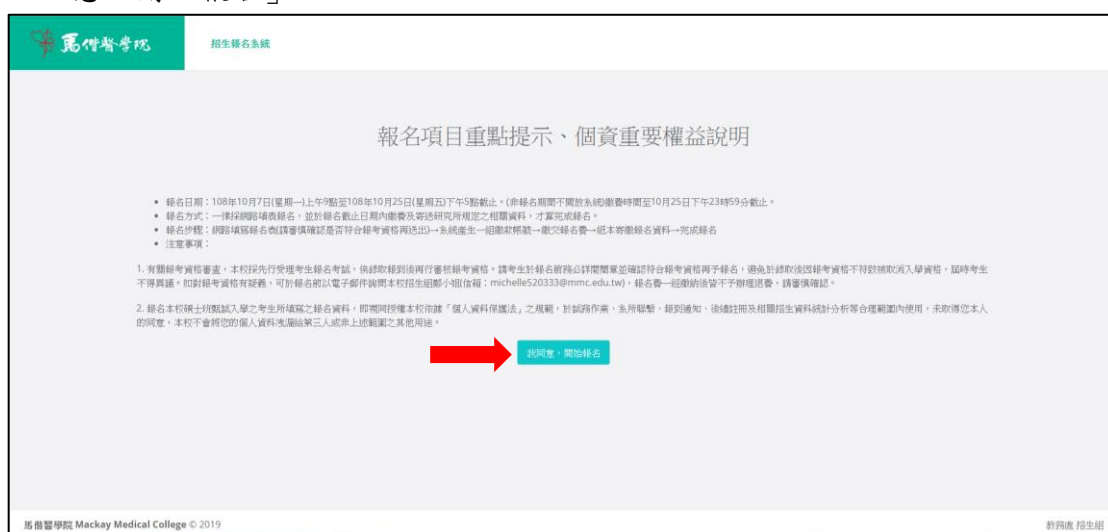 馬偕醫學院
招生報名系統
報名項目重點提示、個資重要權益說明
• 報名日期：108年10月7日(星期一)上午9點至108年10月25日(星期五)下午5點截止。(非報名期間不開放系統)繳費時間至10月25日下午23時59分截止。
• 報名方式：一律採網路填表報名，並於報名截止日期內繳費及寄送研究所規定之相關資料，才算完成報名。
• 報名步驟：網路填寫報名表(請審慎確認是否符合報考資格再送出)→系統產生一組繳款帳號→繳交報名費→紙本寄繳報名資料→完成報名
• 注意事項：
1. 有關報考資格審查，本校採先行受理考生報名考試，俟錄取報到後再行審核報考資格，請考生於報名前務必詳閱簡章並確認符合報考資格再予報名，避免於錄取後因報考資格不符致被取消入學資格，屆時考生
不得異議。如對報考資格有疑義，可於報名前以電子郵件詢問本校招生組鄭小姐(信箱：michelle520333@mmc.edu.tw)，報名費一經繳納後皆不予辦理退費，請審慎確認。
2. 報名本校碩士班甄試入學之考生所填寫之報名資料，即視同授權本校依據「個人資料保護法」之規範，於試務作業、系所聯繫、報到通知、後續註冊及相關招生資料統計分析等合理範圍內使用，未取得您本人
的同意，本校不會將您的個人資料洩漏給第三人或非上述範圍之其他用途。
我同意，開始報名
馬偕醫學院 Mackay Medical College © 2019
教務處 招生組